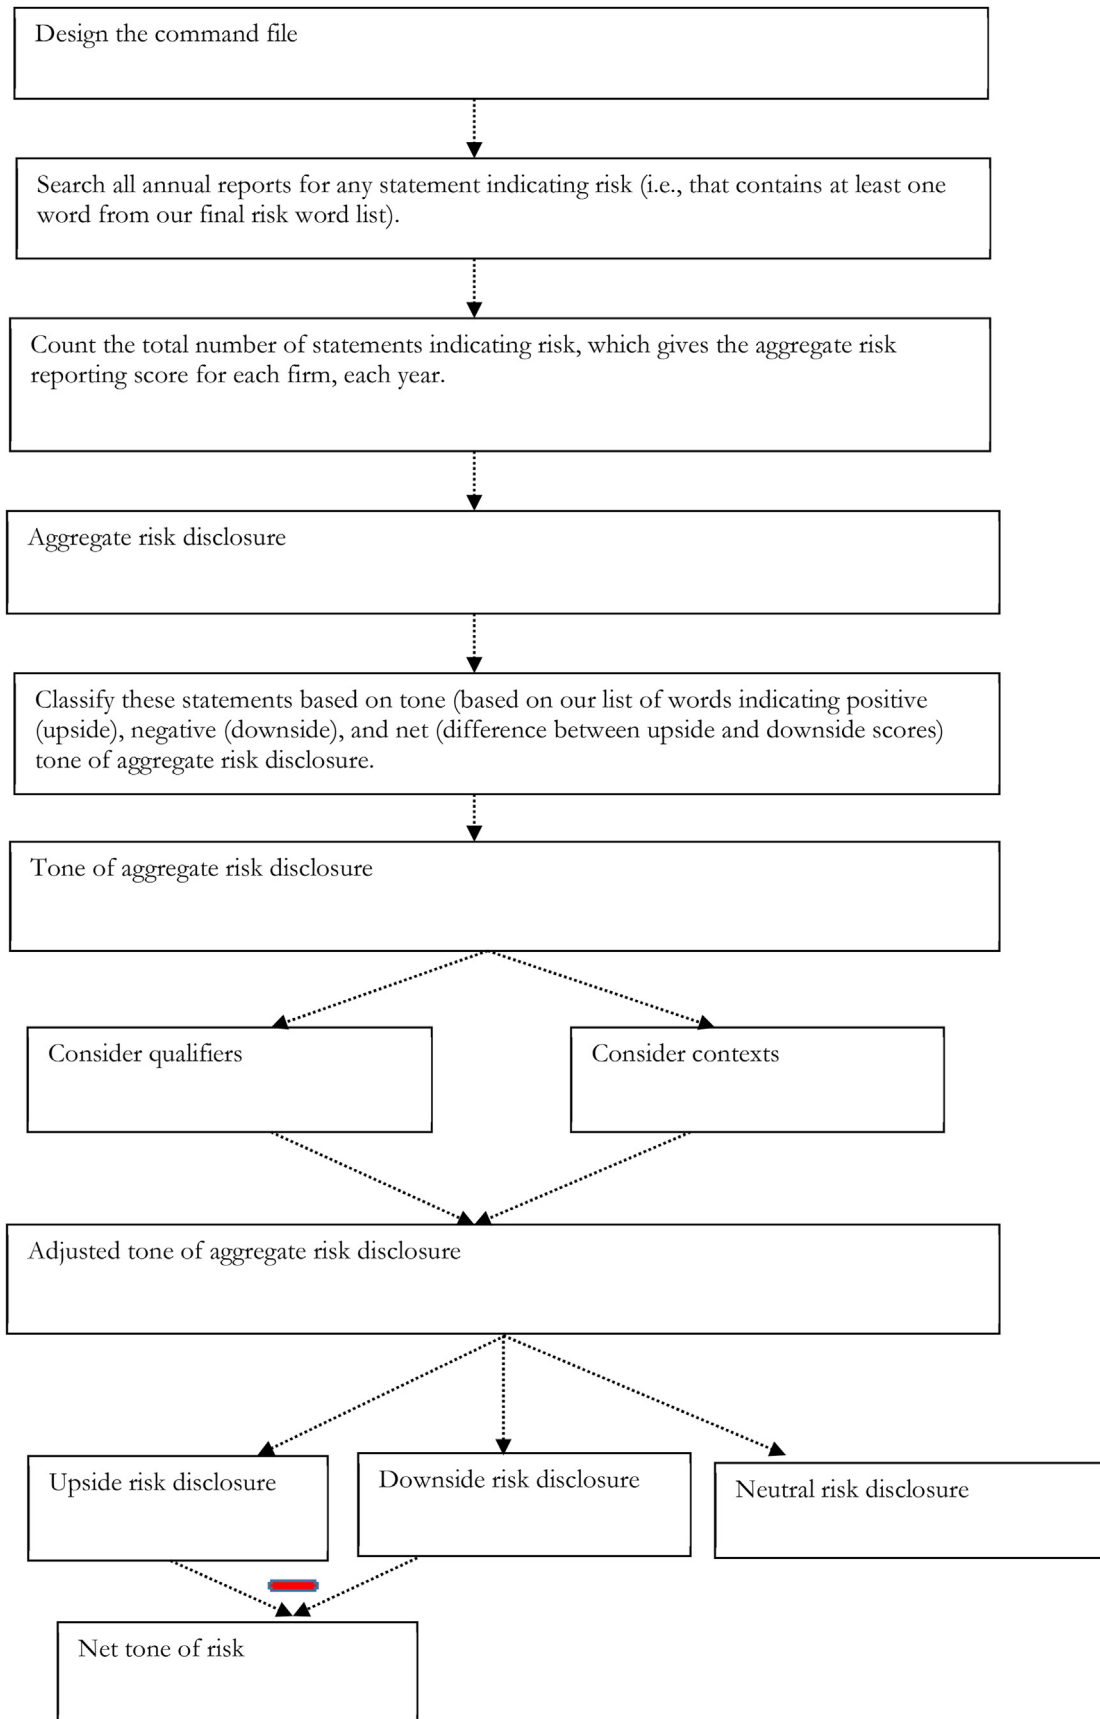 Design the command file
Search all annual reports for any statement indicating risk (i.e., that contains at least one
word from our final risk word list).
Count the total number of statements indicating risk, which gives the aggregate risk
reporting score for each firm, each year.
Aggregate risk disclosure
Classify these statements based on tone (based on our list of words indicating positive
(upside), negative (downside), and net (difference between upside and downside scores)
tone of aggregate risk disclosure.
Tone of aggregate risk disclosure
Consider qualifiers
Consider contexts
Adjusted tone of aggregate risk disclosure
Upside risk disclosure
Downside risk disclosure
Neutral risk disclosure
Net tone of risk